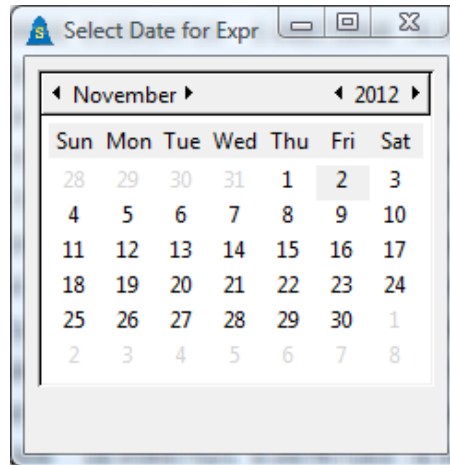 Select Date for Expr
November 2012
Sun Mon Tue Wed Thu Fri Sat
28 29 30 31 1 2 3
4 5 6 7 8 9 10
11 12 13 14 15 16 17
18 19 20 21 22 23 24
25 26 27 28 29 30 1
2 3 4 5 6 7 8